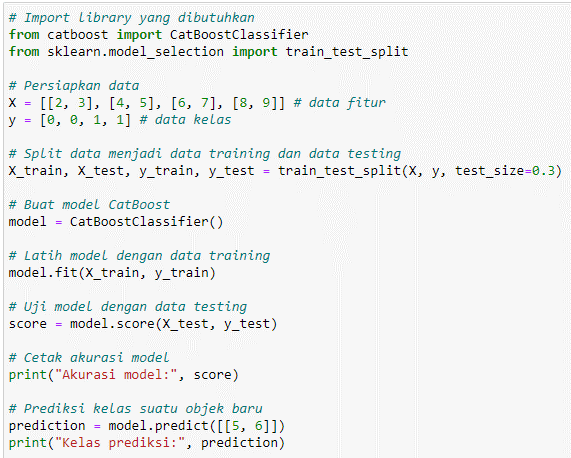 # Import library yang dibutuhkan
from catboost import CatBoostClassifier
from sklearn.model_selection import train_test_split
# Persiapkan data
X = [[2, 3], [4, 5], [6, 7], [8, 9]] # data fitur
y = [0, 0, 1, 1] # data kelas
# Split data menjadi data training dan data testing
X_train, X_test, y_train, y_test = train_test_split(X, y, test_size=0.3)
# Buat model CatBoost
model = CatBoostClassifier()
# Latih model dengan data training
model.fit(X_train, y_train)
# Uji model dengan data testing
score = model.score(X_test, y_test)
# Cetak akurasi model
print("Akurasi model:", score)
# Prediksi kelas suatu objek baru
prediction = model.predict([[5, 6]])
print("Kelas prediksi:", prediction)